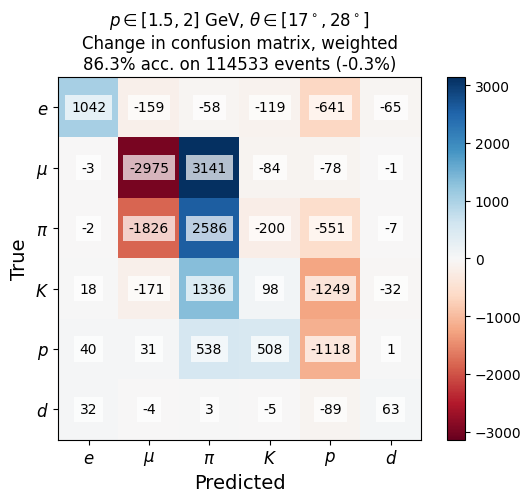 p ∈ [1.5, 2] GeV, θ ∈ [17°, 28°]
Change in confusion matrix, weighted
86.3% acc. on 114533 events (-0.3%)
e 1042 -159 -58 -119 -641 -65
μ -3 -2975 3141 -84 -78 -1
π -2 -1826 2586 -200 -551 -7
K 18 -171 1336 98 -1249 -32
p 40 31 538 508 -1118 1
d 32 -4 3 -5 -89 63
e μ π K p d
Predicted
True
3000
2000
1000
0
−1000
−2000
−3000